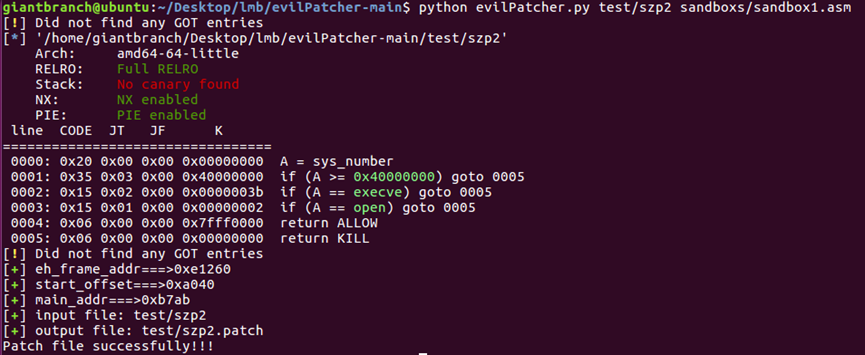 giantbranch@ubuntu:~/Desktop/lmb/evilPatcher-main$ python evilPatcher.py test/szp2 sandboxs/sandbox1.asm
[!] Did not find any GOT entries
[*] '/home/giantbranch/Desktop/lmb/evilPatcher-main/test/szp2'
    Arch:     amd64-64-little
    RELRO:    Full RELRO
    Stack:    No canary found
    NX:       NX enabled
    PIE:      PIE enabled
 line  CODE  JT   JF      K
=================================
 0000: 0x20 0x00 0x00 0x00000000  A = sys_number
 0001: 0x35 0x03 0x00 0x40000000  if (A >= 0x40000000) goto 0005
 0002: 0x15 0x02 0x00 0x0000003b  if (A == execve) goto 0005
 0003: 0x15 0x01 0x00 0x00000002  if (A == open) goto 0005
 0004: 0x06 0x00 0x00 0x7fff0000  return ALLOW
 0005: 0x06 0x00 0x00 0x00000000  return KILL
[!] Did not find any GOT entries
[+] eh_frame_addr===>0xe1260
[+] start_offset===>0xa040
[+] main_addr===>0xb7ab
[+] input file: test/szp2
[+] output file: test/szp2.patch
Patch file successfully!!!